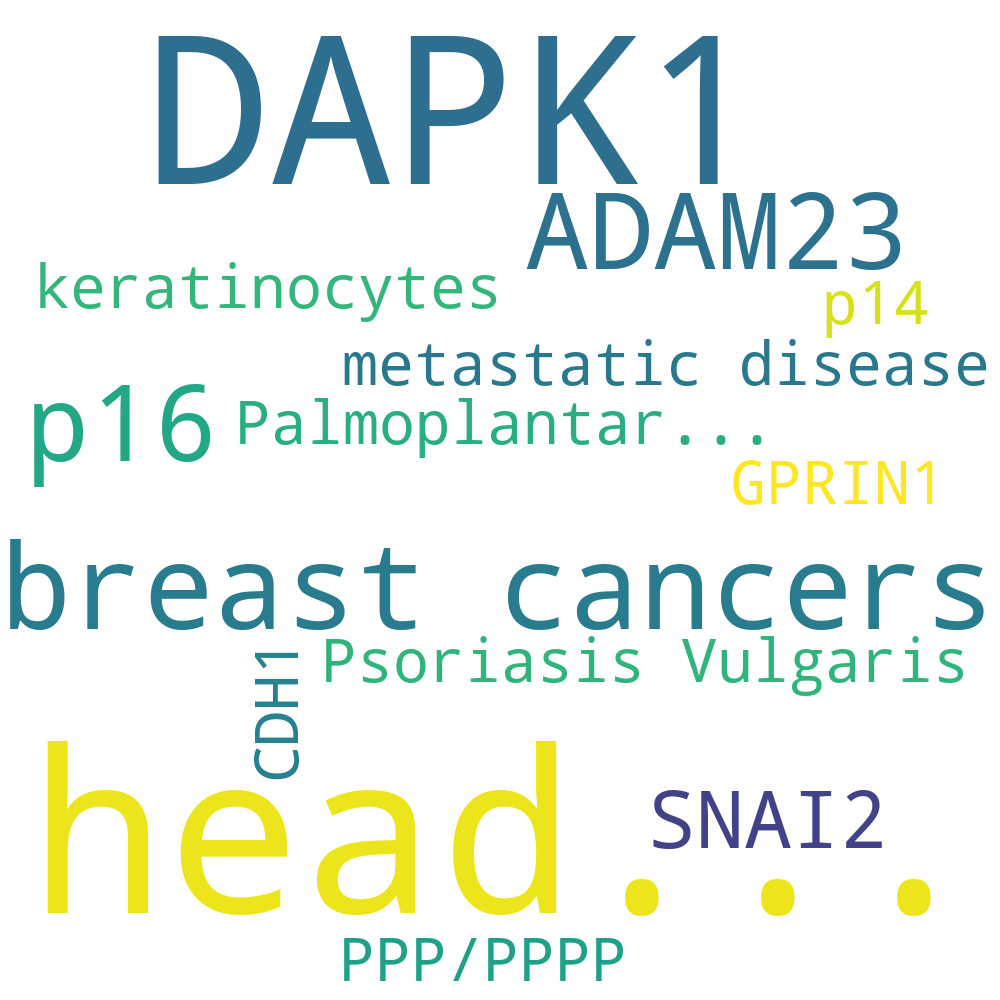 DAPK1
ADAM23
keratinocytes
p14
metastatic disease
p16
Palmoplantar...
GPRIN1
breast cancers
Psoriasis Vulgaris
CDH1
head...
SNAI2
PPP/PPPP